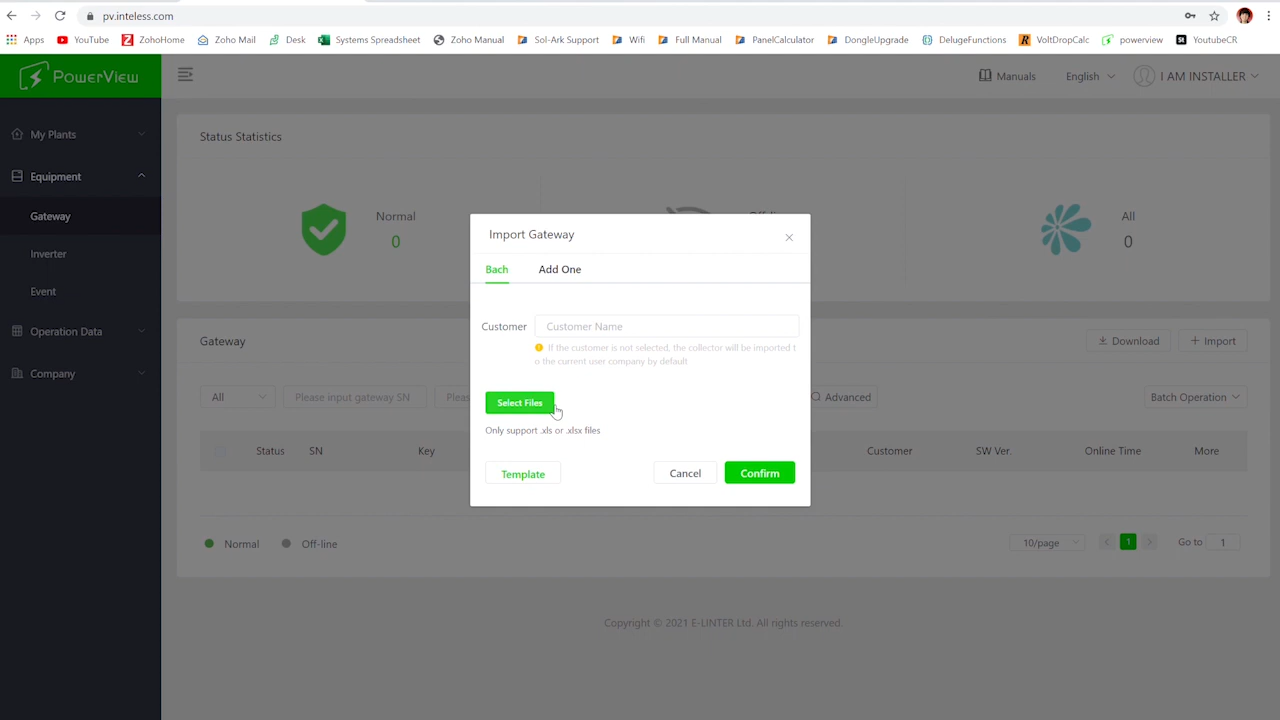 pv.inteless.com
Apps YouTube ZohoHome Zoho Mail Desk Systems Spreadsheet Zoho Manual Sol-Ark Support Wifi Full Manual PanelCalculator DongleUpgrade DelugeFunctions VoltDropCalc powerview YoutubeCR
PowerView
Manuals English I AM INSTALLER
My Plants
Equipment
Gateway
Inverter
Event
Operation Data
Company
Status Statistics
Normal
0
All
0
Import Gateway
Bach Add One
Customer Customer Name
If the customer is not selected, the collector will be imported t
o the current user company by default
Select Files
Only support .xls or .xlsx files
Template Cancel Confirm
Gateway Download Import
All Please input gateway SN Advanced Batch Operation
Status SN Key Customer SW Ver. Online Time More
Normal Off-line 10/page 1 Go to 1
Copyright © 2021 E-LINTER Ltd. All rights reserved.